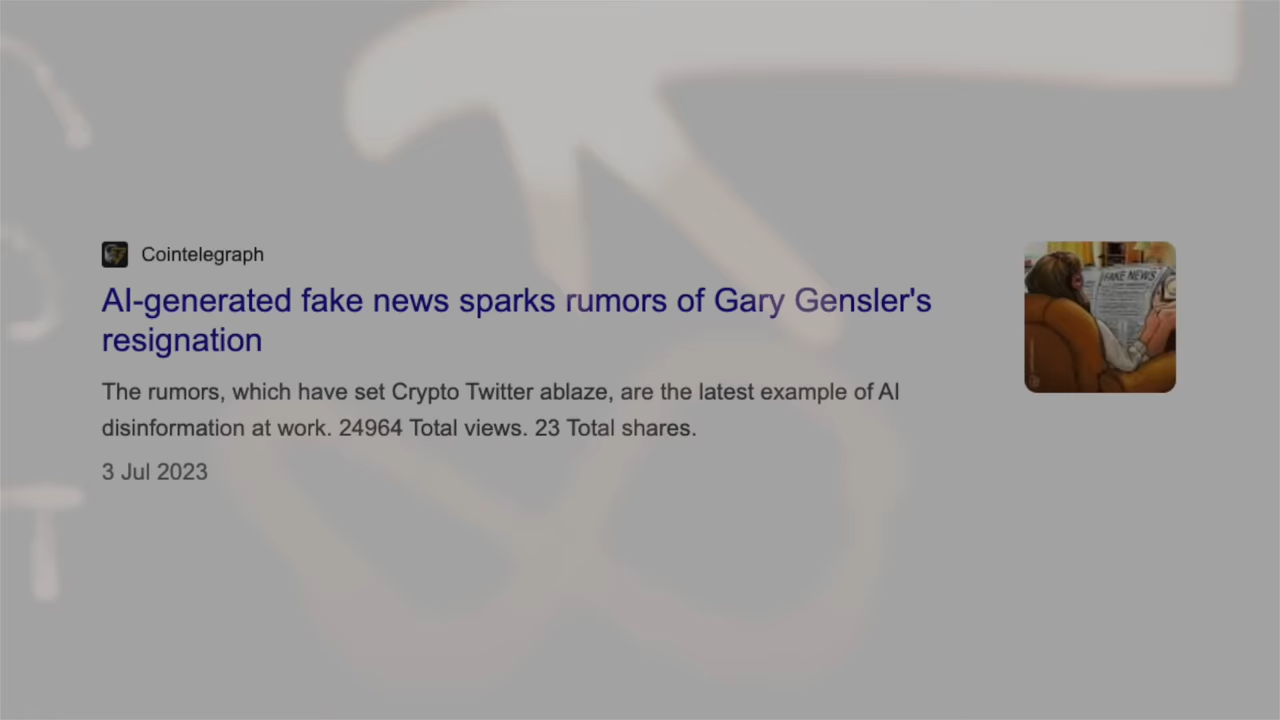 Cointelegraph
AI-generated fake news sparks rumors of Gary Gensler's
resignation
FAKE NEWS
The rumors, which have set Crypto Twitter ablaze, are the latest example of AI
disinformation at work. 24964 Total views. 23 Total shares.
3 Jul 2023